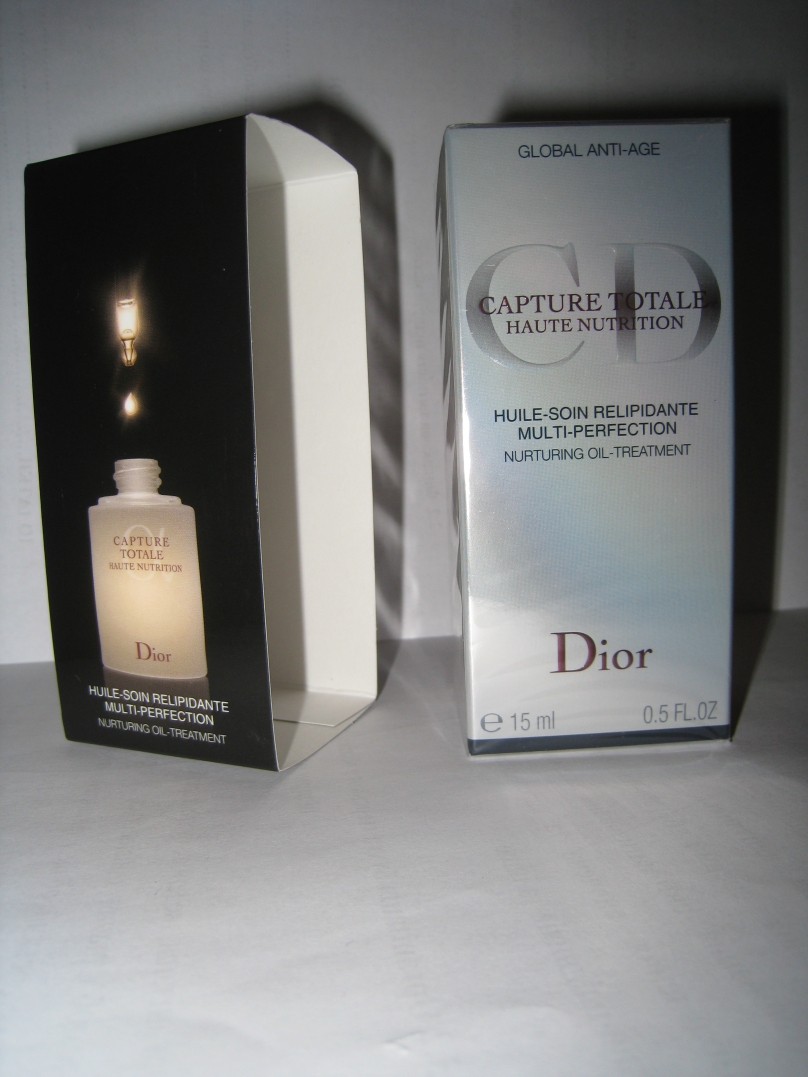 CAPTURE
TOTALE
HAUTE NUTRITION
Dior
HUILE-SOIN RELIPIDANTE
MULTI-PERFECTION
NURTURING OIL-TREATMENT
GLOBAL ANTI-AGE
CD
CAPTURE TOTALE
HAUTE NUTRITION
HUILE-SOIN RELIPIDANTE
MULTI-PERFECTION
NURTURING OIL-TREATMENT
Dior
℮ 15 ml 0.5 FL.OZ